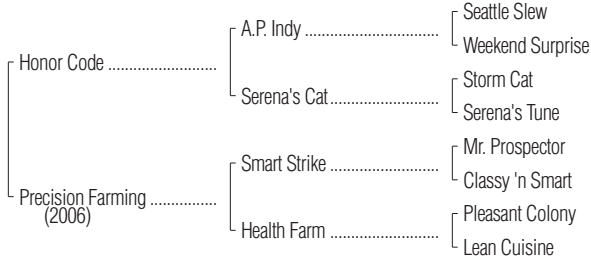 Seattle Slew
A.P. Indy ..............................
Weekend Surprise
Honor Code .........................
Storm Cat
Serena's Cat.........................
Serena's Tune
Mr. Prospector
Smart Strike .........................
Classy 'n Smart
Precision Farming ...............
(2006)
Pleasant Colony
Health Farm .........................
Lean Cuisine